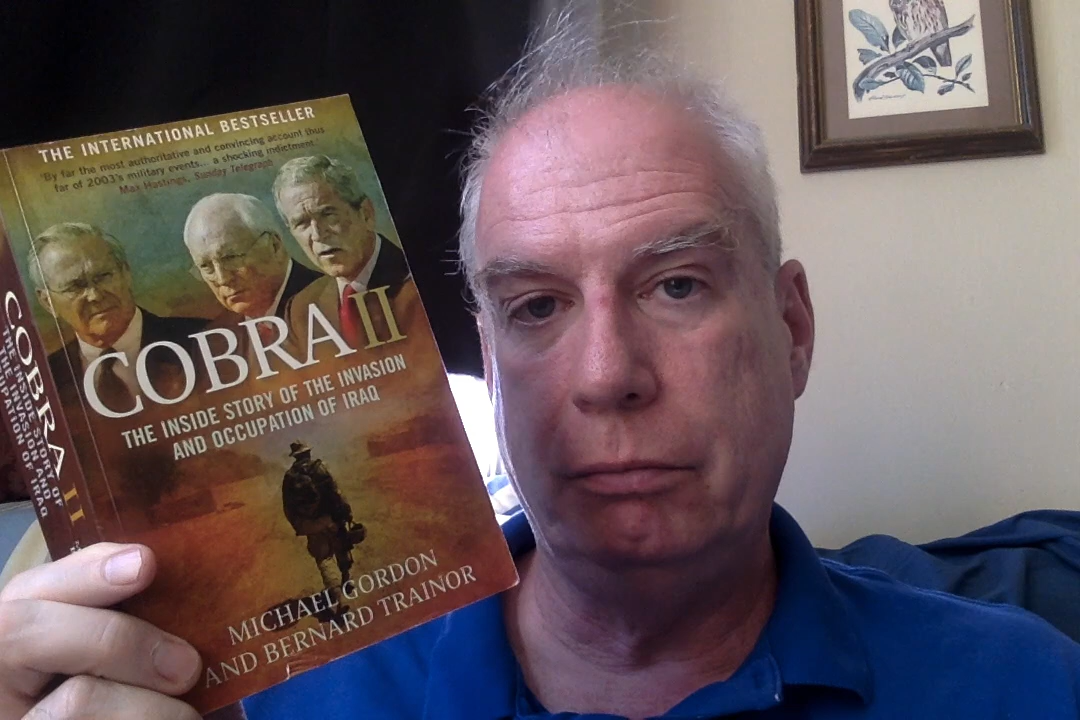 THE INTERNATIONAL BESTSELLER
'By far the most authoritative and convincing account thus
far of 2003's military events... a shocking indictment.'
Max Hastings, Sunday Telegraph
COBRA II
THE INSIDE STORY OF THE INVASION
AND OCCUPATION OF IRAQ
MICHAEL GORDON
AND BERNARD TRAINOR
COBRA II
THE INSIDE STORY OF
THE INVASION AND
OCCUPATION OF IRAQ